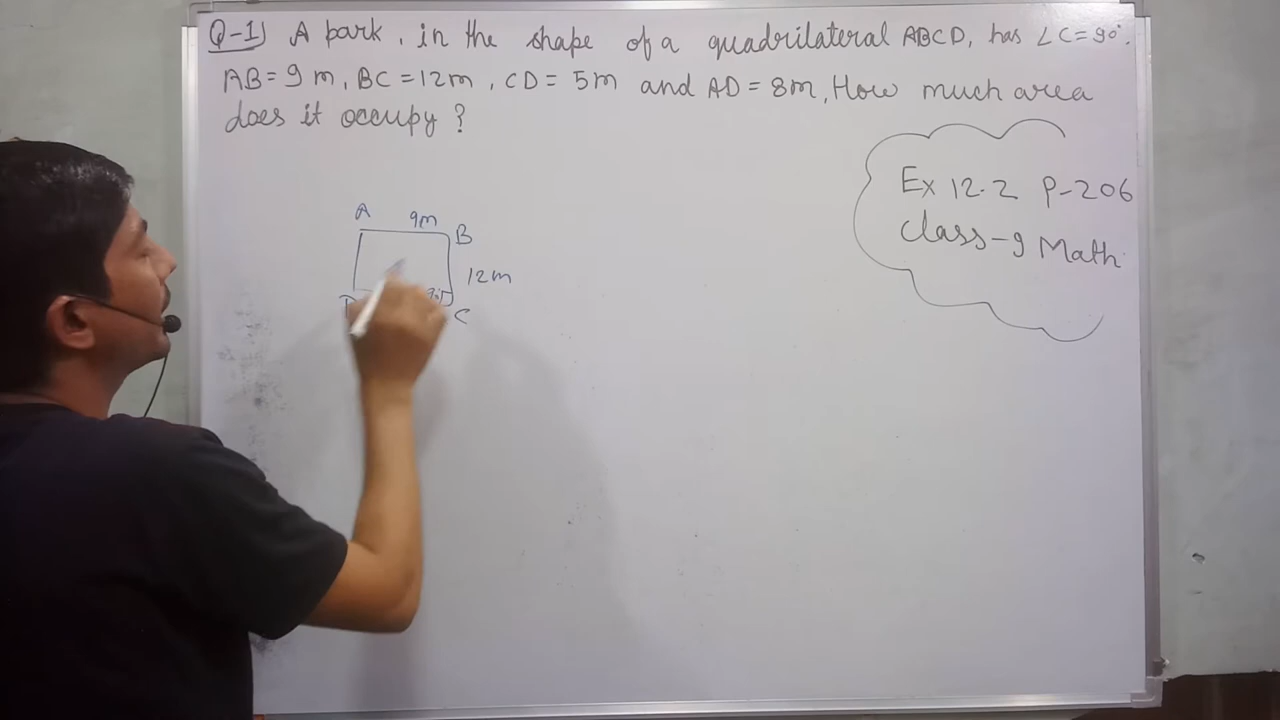 Q-1) A park, in the shape of a quadrilateral ABCD, has ∠C=90°.
AB=9m, BC=12m, CD=5m and AD=8m, How much area
does it occupy?
Ex 12.2 P-206
class-9 Math
A 9m B
12m
C